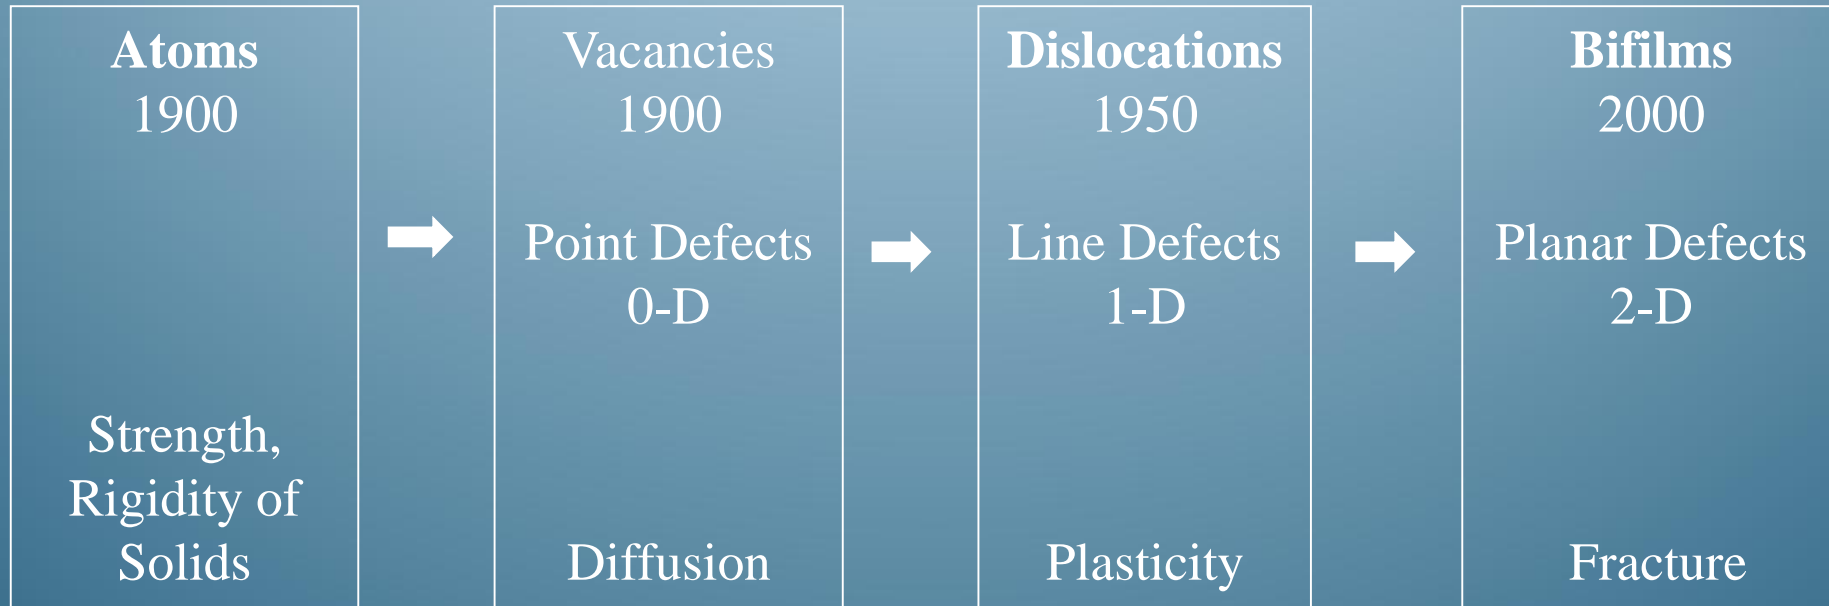 Atoms
1900
Strength,
Rigidity of
Solids
Vacancies
1900
Point Defects
0-D
Diffusion
Dislocations
1950
Line Defects
1-D
Plasticity
Bifilms
2000
Planar Defects
2-D
Fracture